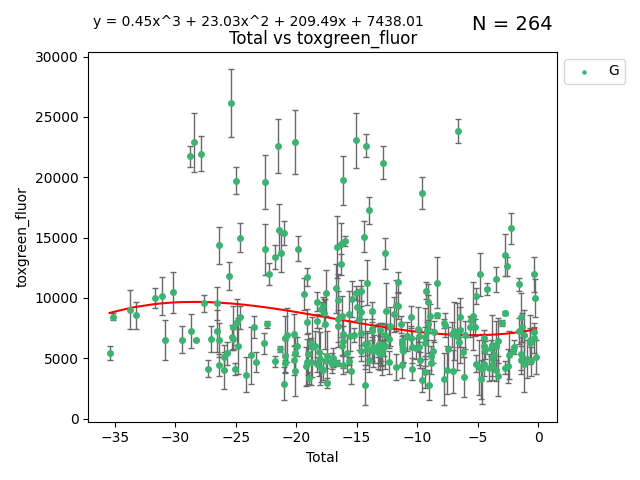 y = 0.45x^3 + 23.03x^2 + 209.49x + 7438.01
N = 264
Total vs toxgreen_fluor
G
30000
25000
20000
15000
10000
5000
0
toxgreen_fluor
−35 −30 −25 −20 −15 −10 −5 0
Total